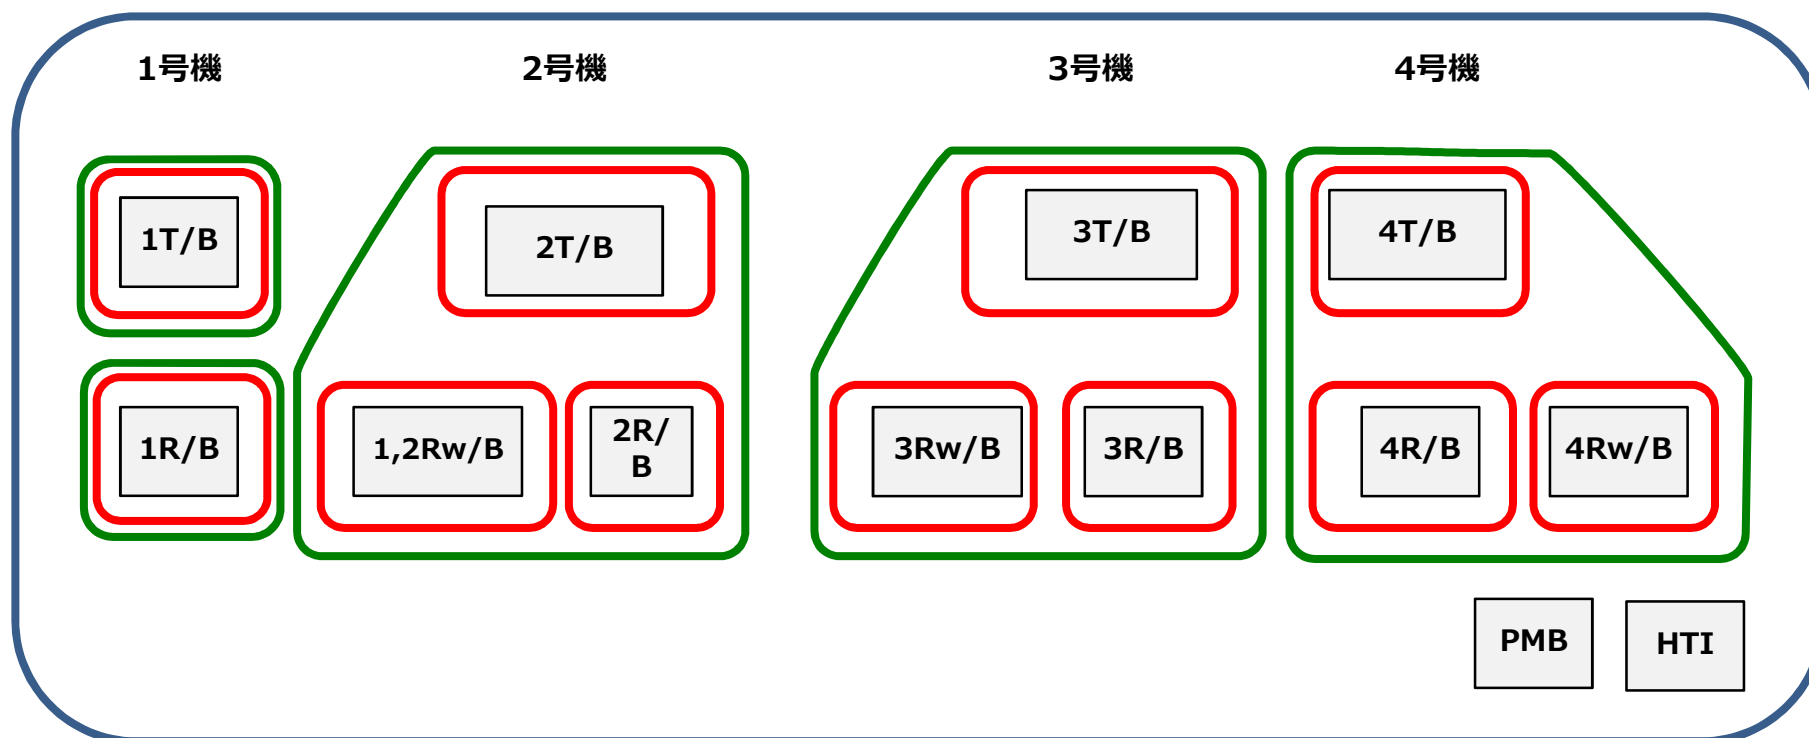 1号機
2号機
3号機
4号機
1T/B
2T/B
3T/B
4T/B
1R/B
1,2Rw/B
2R/
B
3Rw/B
3R/B
4R/B
4Rw/B
PMB
HTI